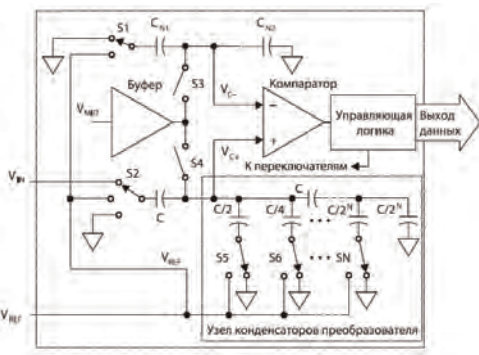 S1
C_N1
C_N2
Буфер
S3
V_C−
Компаратор
V_MID
−
+
Управляющая
логика
Выход
данных
S4
V_C+
К переключателям
S2
C
C
C/2
C/4
C/2^N
C/2^N
V_REF
S5
S6
SN
V_REF
Узел конденсаторов преобразователя